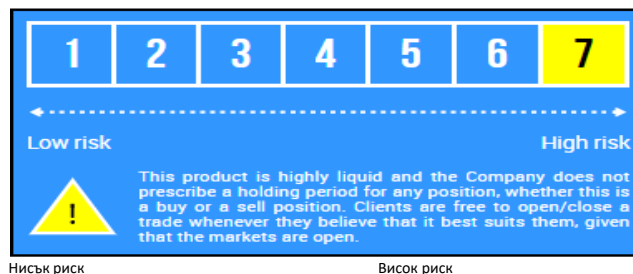 1 2 3 4 5 6 7
Low risk High risk
!
This product is highly liquid and the Company does not
prescribe a holding period for any position, whether this is
a buy or a sell position. Clients are free to open/close a
trade whenever they believe that it best suits them, given
that the markets are open.
Нисък риск Висок риск